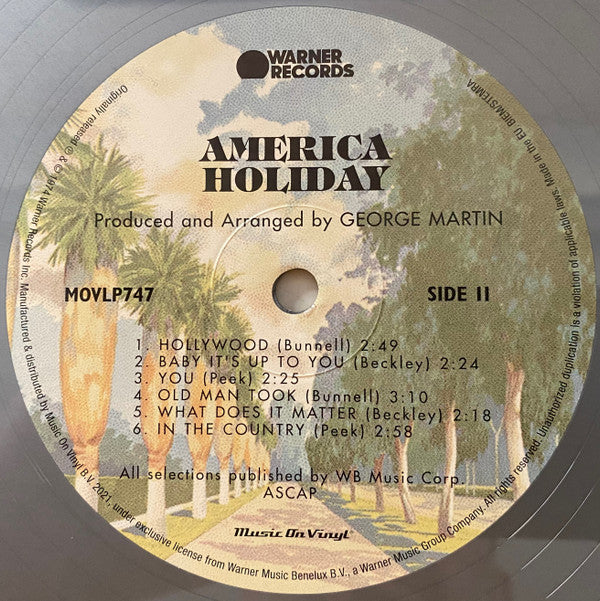 WARNER
RECORDS
AMERICA
HOLIDAY
Produced and Arranged by GEORGE MARTIN
MOVLP747
SIDE II
1. HOLLYWOOD (Bunnell) 2:49
2. BABY IT'S UP TO YOU (Beckley) 2:24
3. YOU (Peek) 2:25
4. OLD MAN TOOK (Bunnell) 3:10
5. WHAT DOES IT MATTER (Beckley) 2:18
6. IN THE COUNTRY (Peek) 2:58
All selections published by WB Music Corp.
ASCAP
Music On Vinyl®
Originally released ℗ & © 1974 Warner Records Inc. Manufactured & distributed by Music On Vinyl B.V. 2021, under exclusive license from Warner Music Benelux B.V., a Warner Music Group Company. All rights reserved. Unauthorized duplication is a violation of applicable laws. Made in the EU BIEM/STEMRA